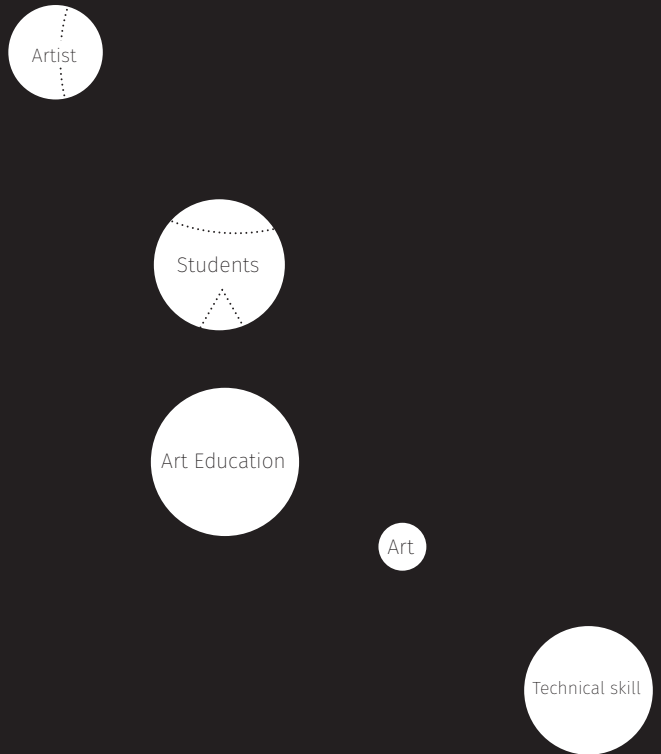 Artist
Students
Art Education
Art
Technical skill